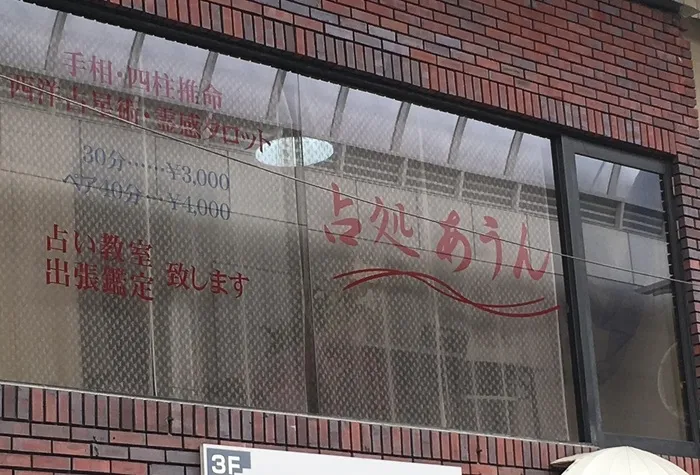 手相・四柱推命
西洋占星術・霊感タロット
30分……¥3,000
ペア40分…¥4,000
占い教室
出張鑑定 致します
占処 あうん
3F